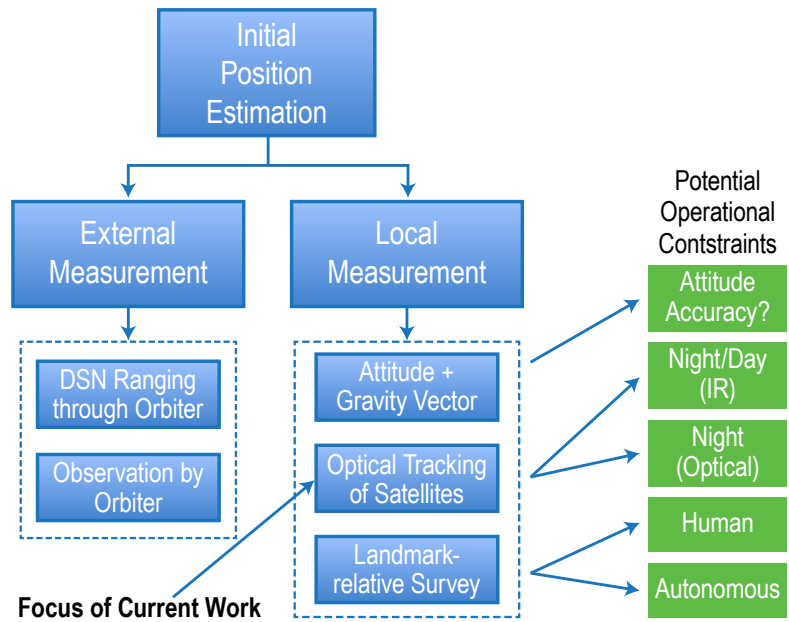 Initial
Position
Estimation
External
Measurement
Local
Measurement
Potential
Operational
Contstraints
DSN Ranging
through Orbiter
Observation by
Orbiter
Attitude +
Gravity Vector
Optical Tracking
of Satellites
Landmark-
relative Survey
Attitude
Accuracy?
Night/Day
(IR)
Night
(Optical)
Human
Autonomous
Focus of Current Work